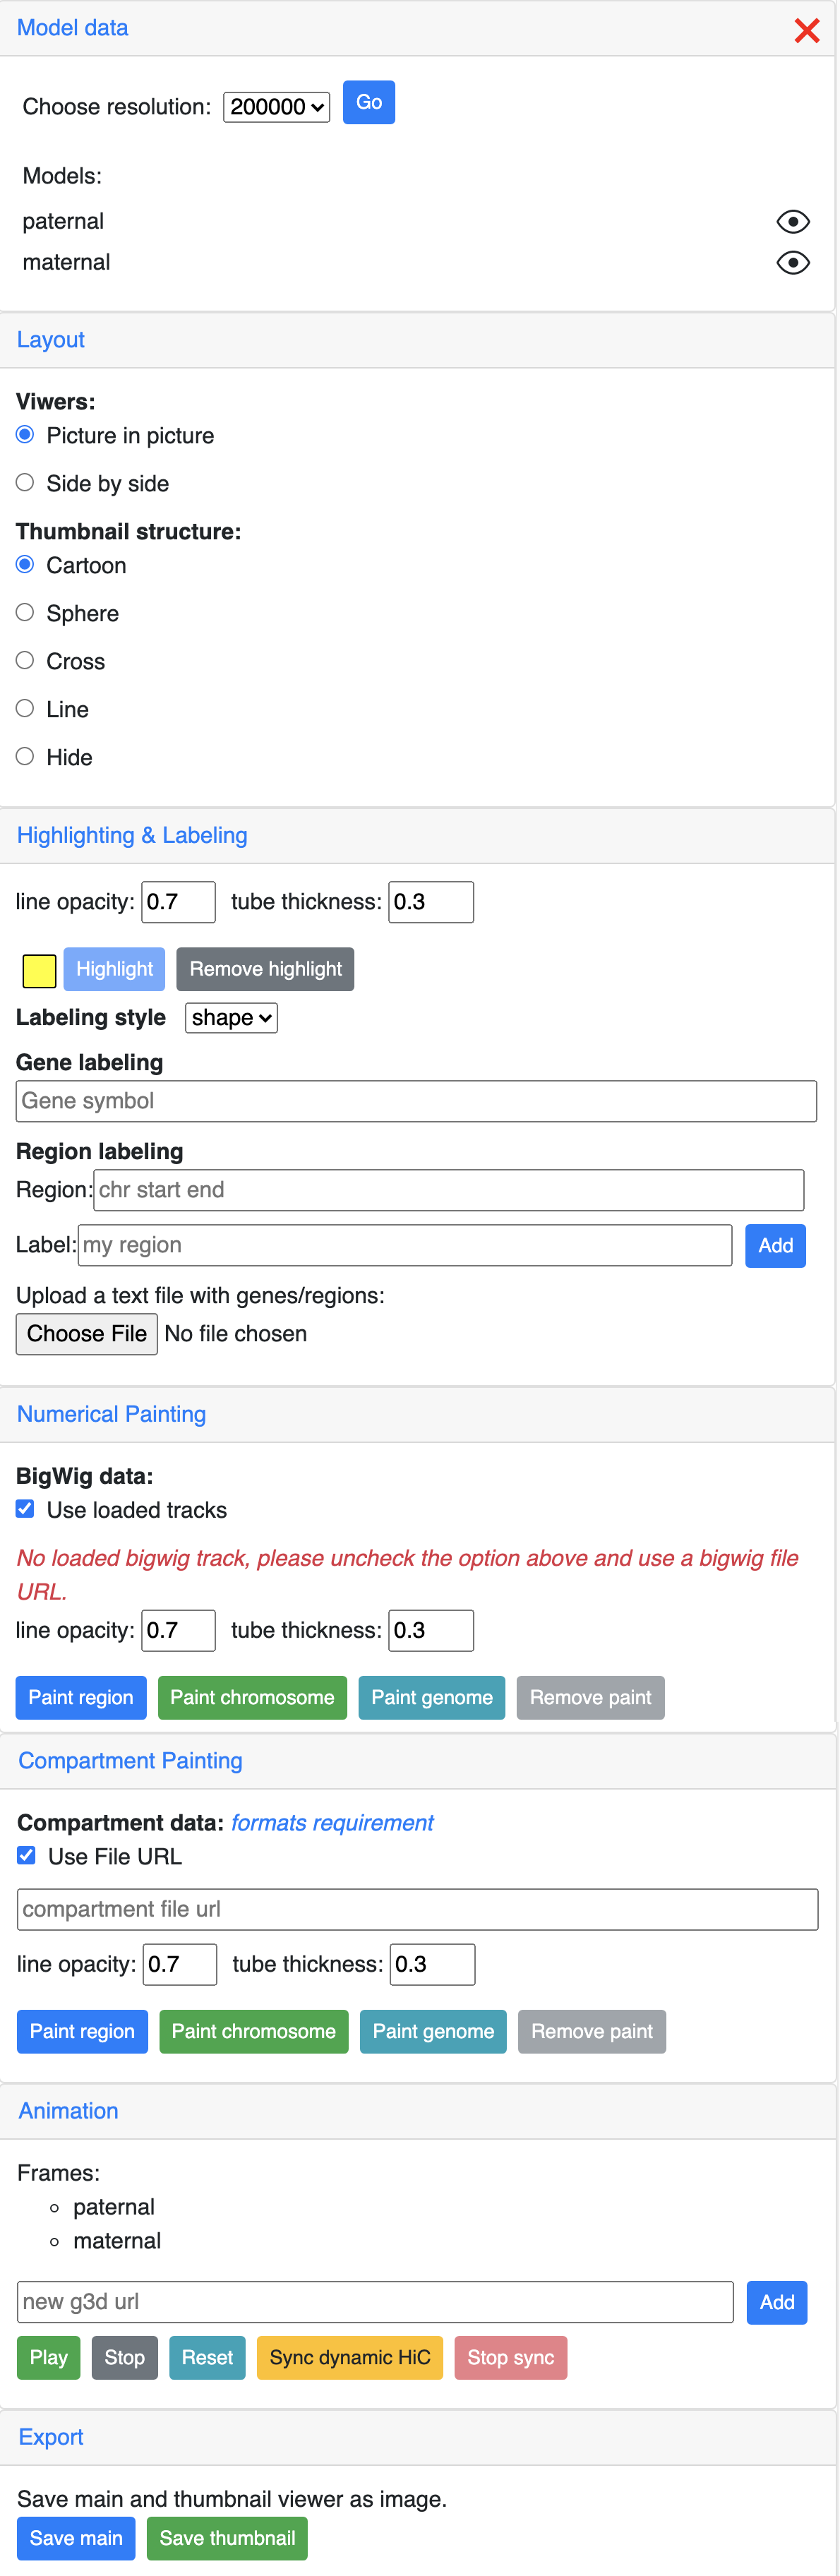 Model data
Choose resolution: 200000 Go
Models:
paternal
maternal
Layout
Viwers:
Picture in picture
Side by side
Thumbnail structure:
Cartoon
Sphere
Cross
Line
Hide
Highlighting & Labeling
line opacity: 0.7 tube thickness: 0.3
Highlight Remove highlight
Labeling style shape
Gene labeling
Gene symbol
Region labeling
Region: chr start end
Label: my region Add
Upload a text file with genes/regions:
Choose File No file chosen
Numerical Painting
BigWig data:
Use loaded tracks
No loaded bigwig track, please uncheck the option above and use a bigwig file
URL.
line opacity: 0.7 tube thickness: 0.3
Paint region Paint chromosome Paint genome Remove paint
Compartment Painting
Compartment data: formats requirement
Use File URL
compartment file url
line opacity: 0.7 tube thickness: 0.3
Paint region Paint chromosome Paint genome Remove paint
Animation
Frames:
paternal
maternal
new g3d url Add
Play Stop Reset Sync dynamic HiC Stop sync
Export
Save main and thumbnail viewer as image.
Save main Save thumbnail